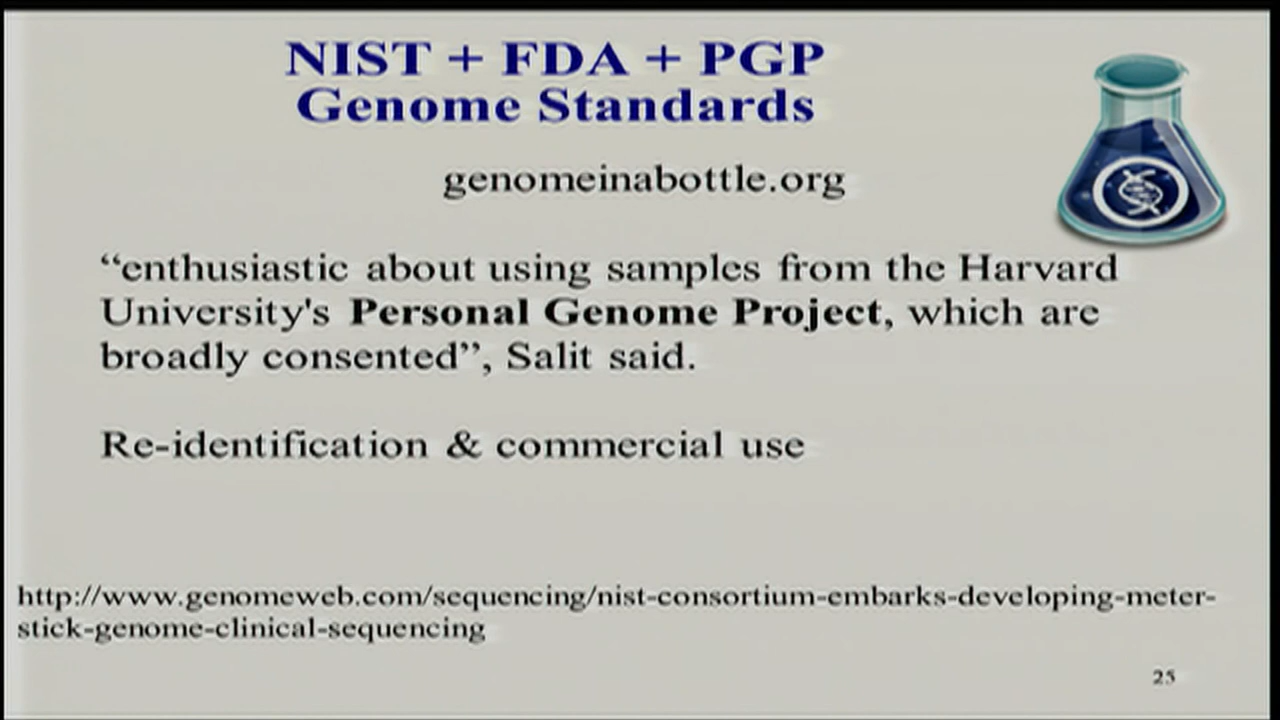 NIST + FDA + PGP
Genome Standards
genomeinabottle.org
“enthusiastic about using samples from the Harvard
University's Personal Genome Project, which are
broadly consented”, Salit said.
Re-identification & commercial use
http://www.genomeweb.com/sequencing/nist-consortium-embarks-developing-meter-
stick-genome-clinical-sequencing
25